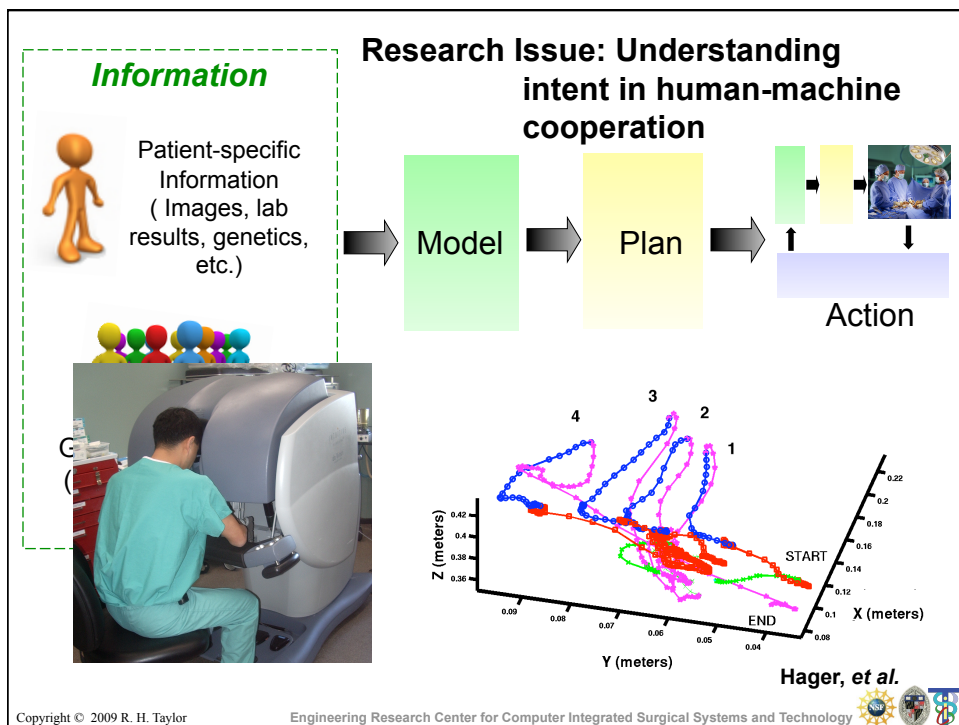 Research Issue: Understanding
intent in human-machine
cooperation
Information
Patient-specific
Information
( Images, lab
results, genetics,
etc.)
Model
Plan
Action
G
(
4
3
2
1
0.42
0.4
0.38
0.36
Z (meters)
0.09
0.08
0.07
0.06
0.05
0.04
Y (meters)
0.22
0.2
0.18
0.16
0.14
0.12
0.1
0.08
X (meters)
START
END
Hager, et al.
Copyright © 2009 R. H. Taylor
Engineering Research Center for Computer Integrated Surgical Systems and Technology
NSF